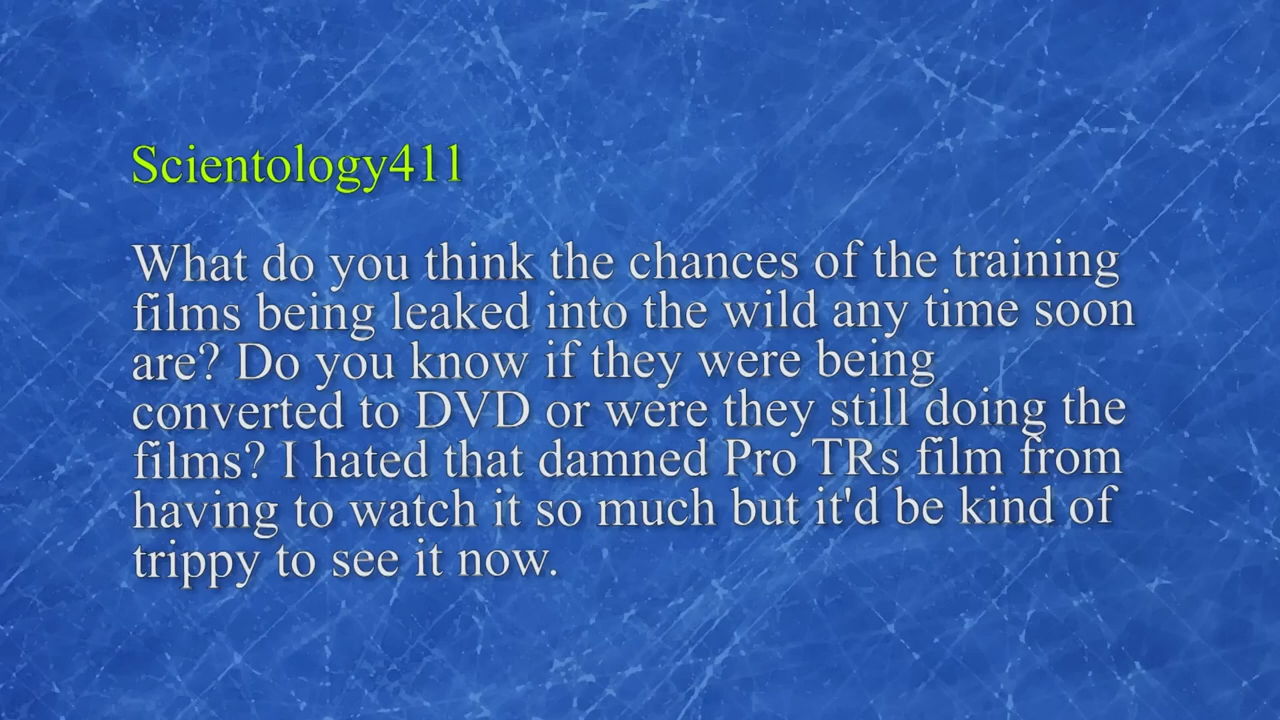 Scientology411
What do you think the chances of the training
films being leaked into the wild any time soon
are? Do you know if they were being
converted to DVD or were they still doing the
films? I hated that damned Pro TRs film from
having to watch it so much but it'd be kind of
trippy to see it now.